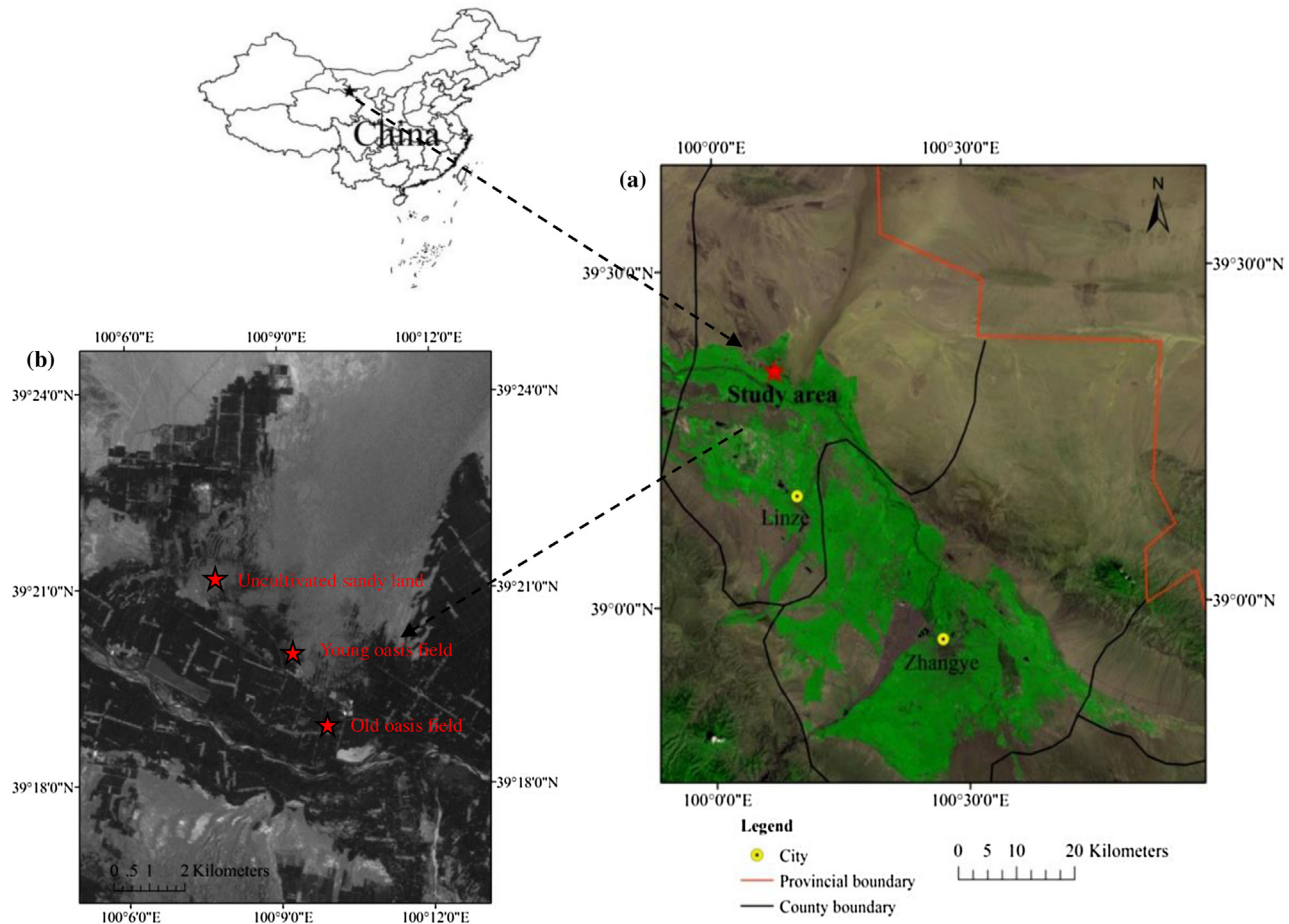 China
(a)
100°0'0"E
100°30'0"E
N
39°30'0"N
39°30'0"N
Study area
Linze
39°0'0"N
39°0'0"N
Zhangye
100°0'0"E
100°30'0"E
Legend
City
Provincial boundary
County boundary
0 5 10 20 Kilometers
(b)
100°6'0"E
100°9'0"E
100°12'0"E
39°24'0"N
39°24'0"N
Uncultivated sandy land
39°21'0"N
39°21'0"N
Young oasis field
Old oasis field
39°18'0"N
39°18'0"N
0 .5 1 2 Kilometers
100°6'0"E
100°9'0"E
100°12'0"E